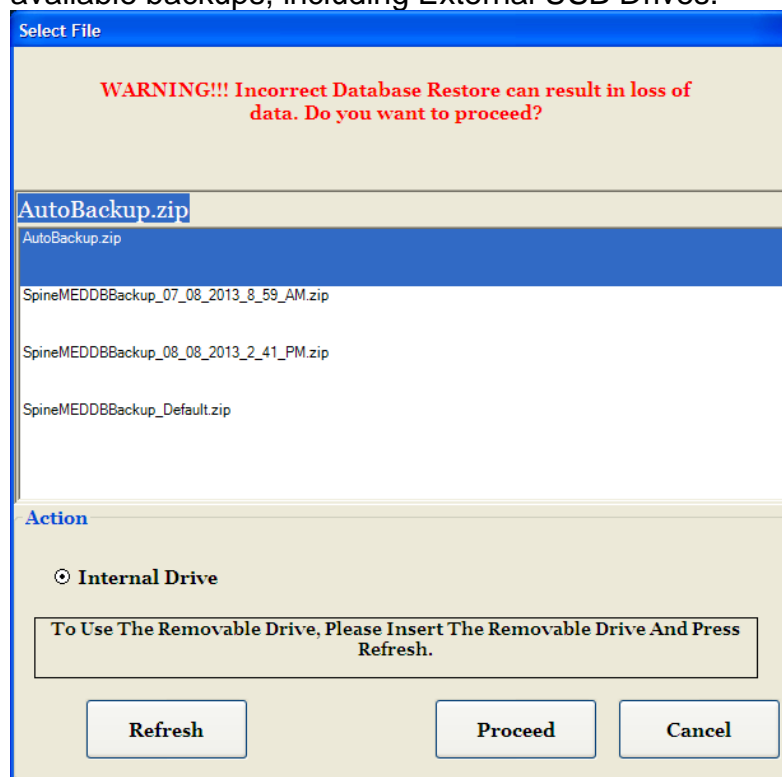 available backups, including External USB Drives.
Select File
WARNING!!! Incorrect Database Restore can result in loss of
data. Do you want to proceed?
AutoBackup.zip
AutoBackup.zip
SpineMEDDBBackup_07_08_2013_8_59_AM.zip
SpineMEDDBBackup_08_08_2013_2_41_PM.zip
SpineMEDDBBackup_Default.zip
Action
Internal Drive
To Use The Removable Drive, Please Insert The Removable Drive And Press
Refresh.
Refresh Proceed Cancel